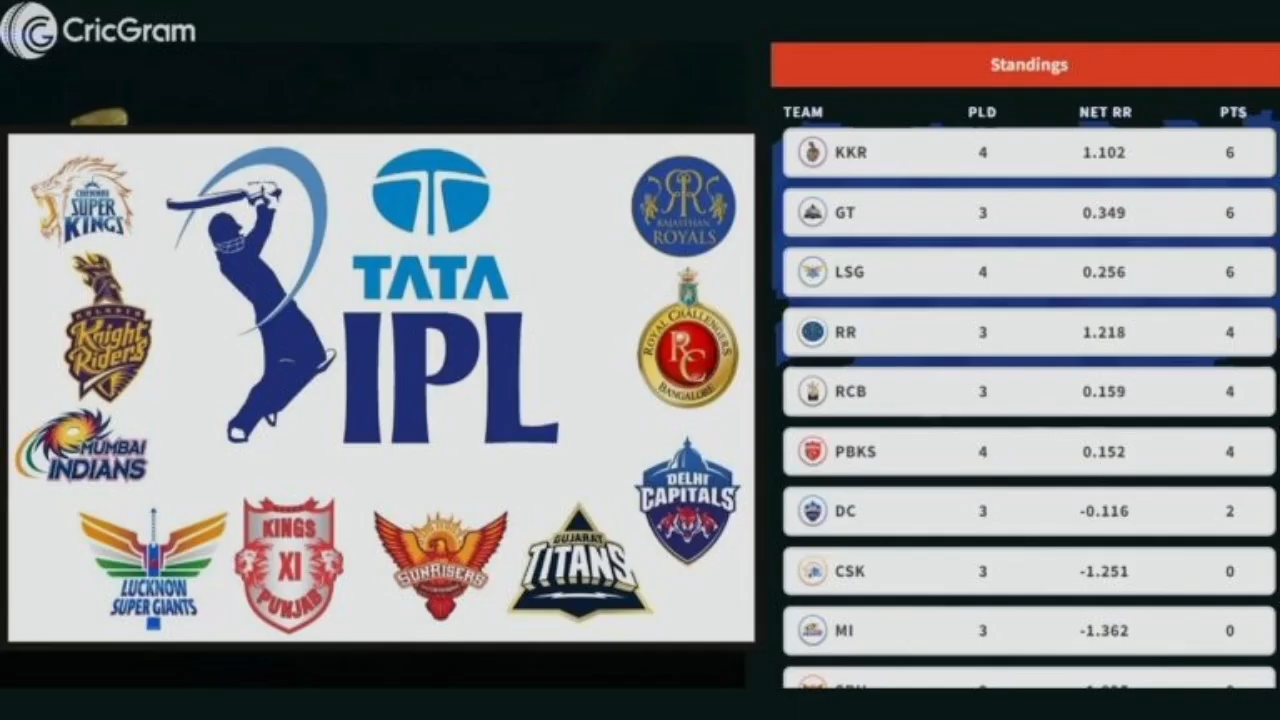 CricGram
Standings
TEAM PLD NET RR PTS
KKR 4 1.102 6
GT 3 0.349 6
LSG 4 0.256 6
RR 3 1.218 4
RCB 3 0.159 4
PBKS 4 0.152 4
DC 3 -0.116 2
CSK 3 -1.251 0
MI 3 -1.362 0
CHENNAI
SUPER
KINGS
TATA
IPL
RAJASTHAN
ROYALS
KOLKATA
Knight
Riders
ROYAL CHALLENGERS
RC
BANGALORE
MUMBAI
INDIANS
DELHI
CAPITALS
LUCKNOW
SUPER GIANTS
KINGS
XI
PUNJAB
SUNRISERS
GUJARAT
TITANS